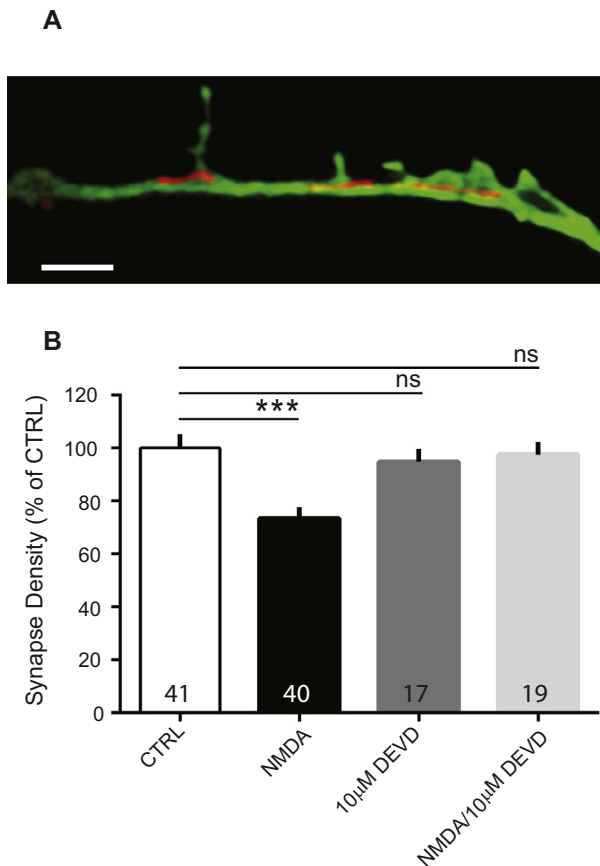 A
B
ns
ns
***
Synapse Density (% of CTRL)
120
100
80
60
40
20
0
41
40
17
19
CTRL
NMDA
10µM DEVD
NMDA/10µM DEVD